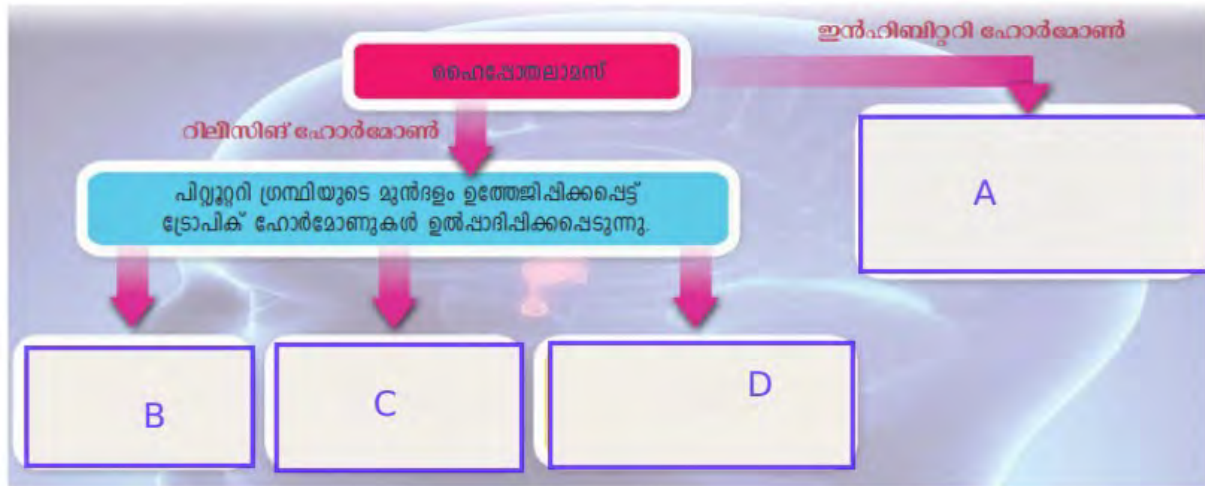 ഇൻഹിബിറ്ററി ഹോർമോൺ
ഹൈപ്പോതലാമസ്
റിലീസിങ് ഹോർമോൺ
പിറ്റ്യൂറ്ററി ഗ്രന്ഥിയുടെ മുൻദളം ഉത്തേജിപ്പിക്കപ്പെട്ട്
ട്രോപിക് ഹോർമോണുകൾ ഉൽപ്പാദിപ്പിക്കപ്പെടുന്നു.
A
B
C
D